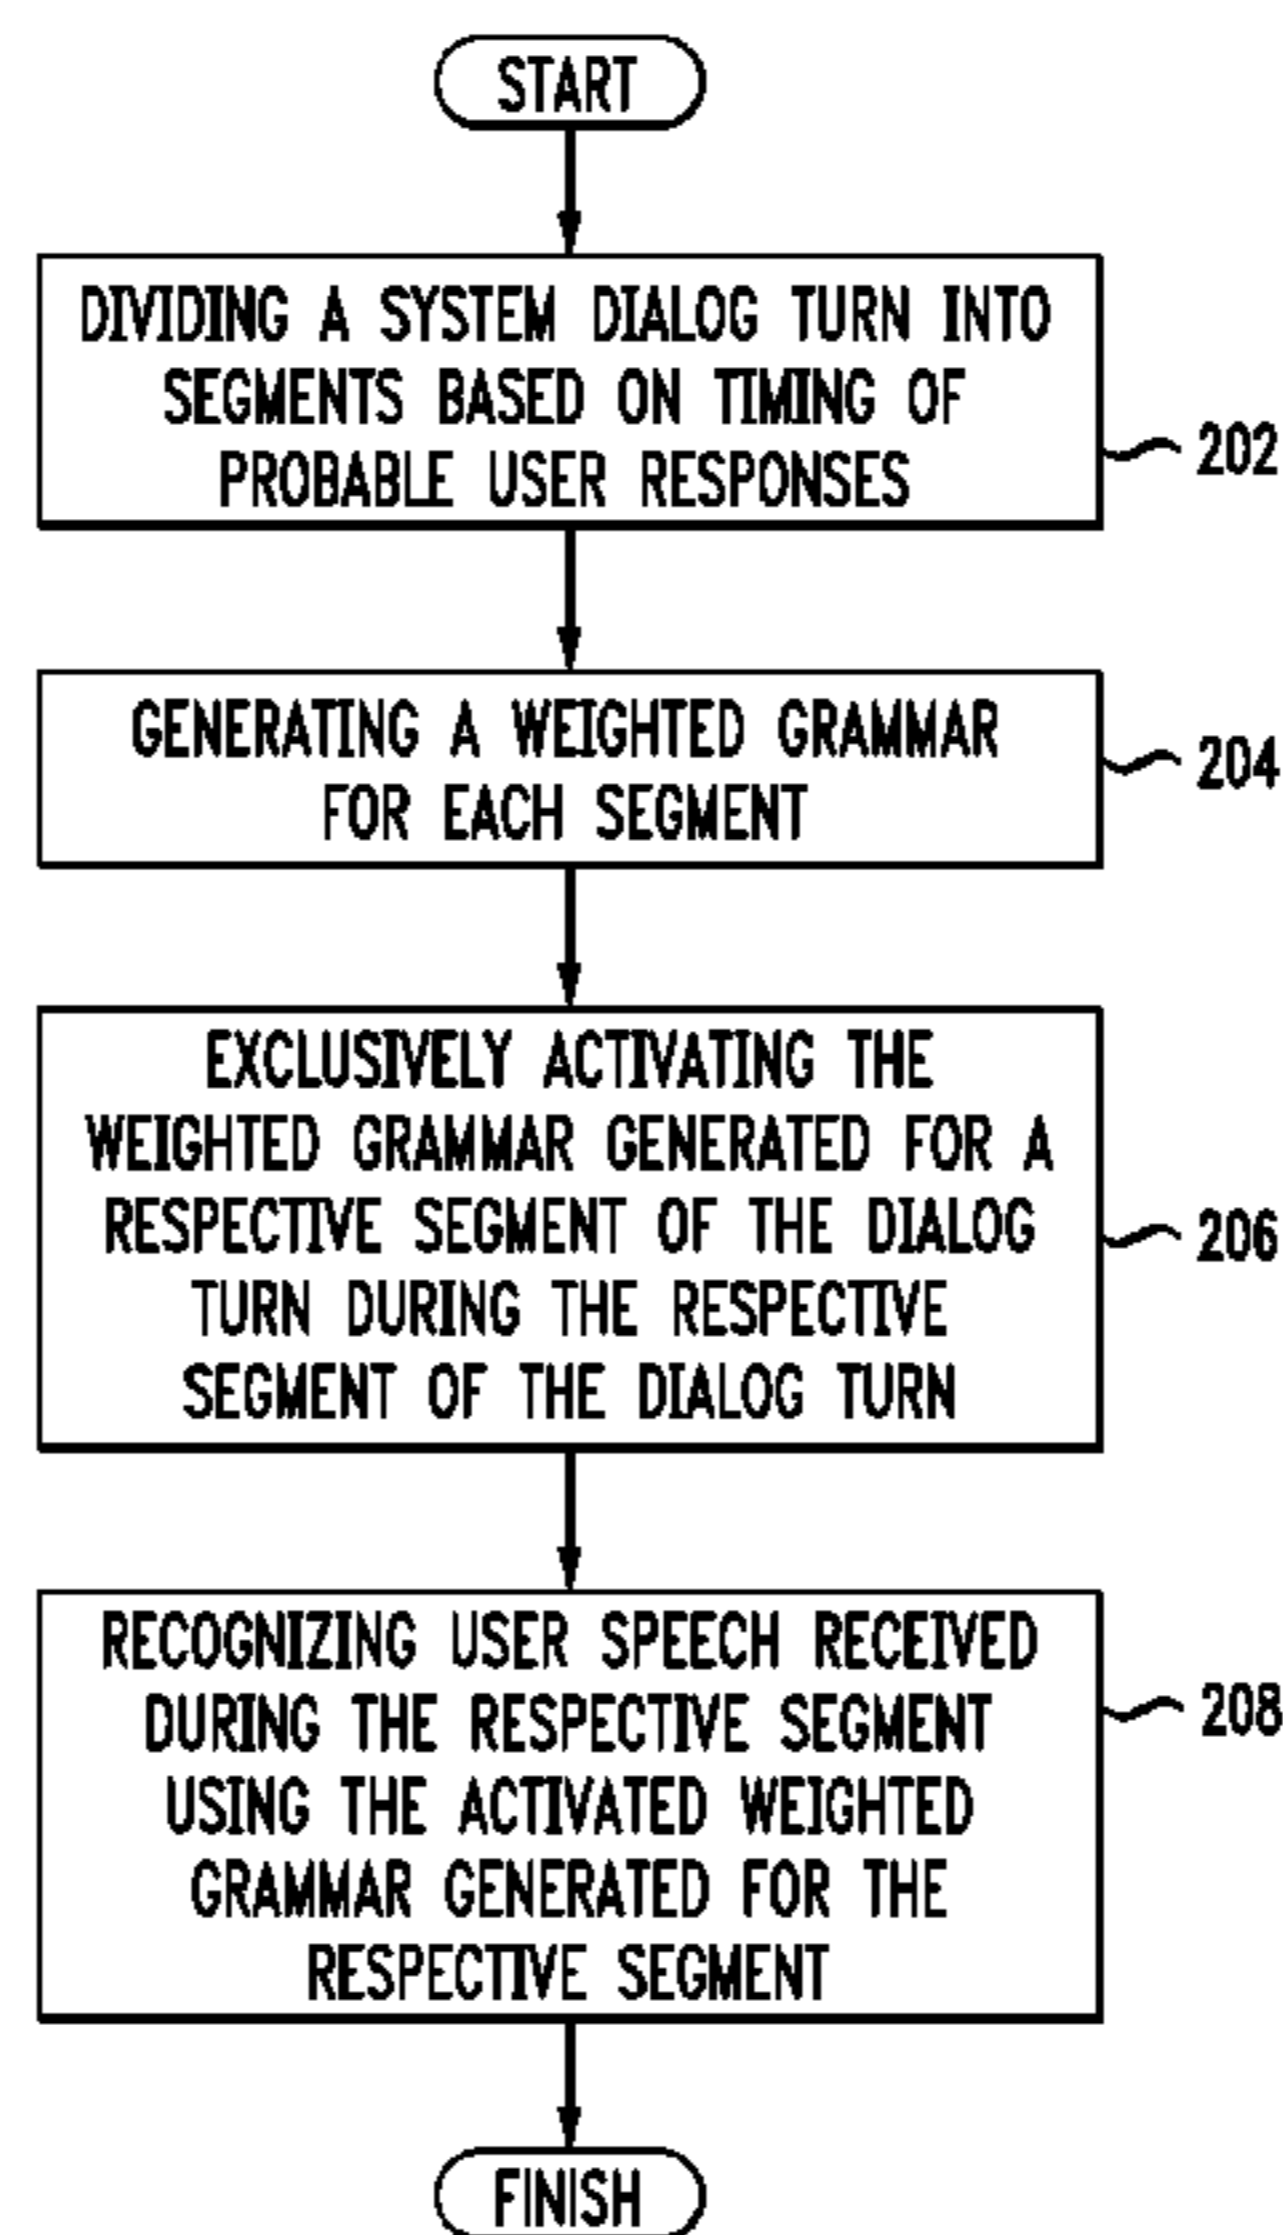 START
DIVIDING A SYSTEM DIALOG TURN INTO
SEGMENTS BASED ON TIMING OF
PROBABLE USER RESPONSES
202
GENERATING A WEIGHTED GRAMMAR
FOR EACH SEGMENT
204
EXCLUSIVELY ACTIVATING THE
WEIGHTED GRAMMAR GENERATED FOR A
RESPECTIVE SEGMENT OF THE DIALOG
TURN DURING THE RESPECTIVE
SEGMENT OF THE DIALOG TURN
206
RECOGNIZING USER SPEECH RECEIVED
DURING THE RESPECTIVE SEGMENT
USING THE ACTIVATED WEIGHTED
GRAMMAR GENERATED FOR THE
RESPECTIVE SEGMENT
208
FINISH